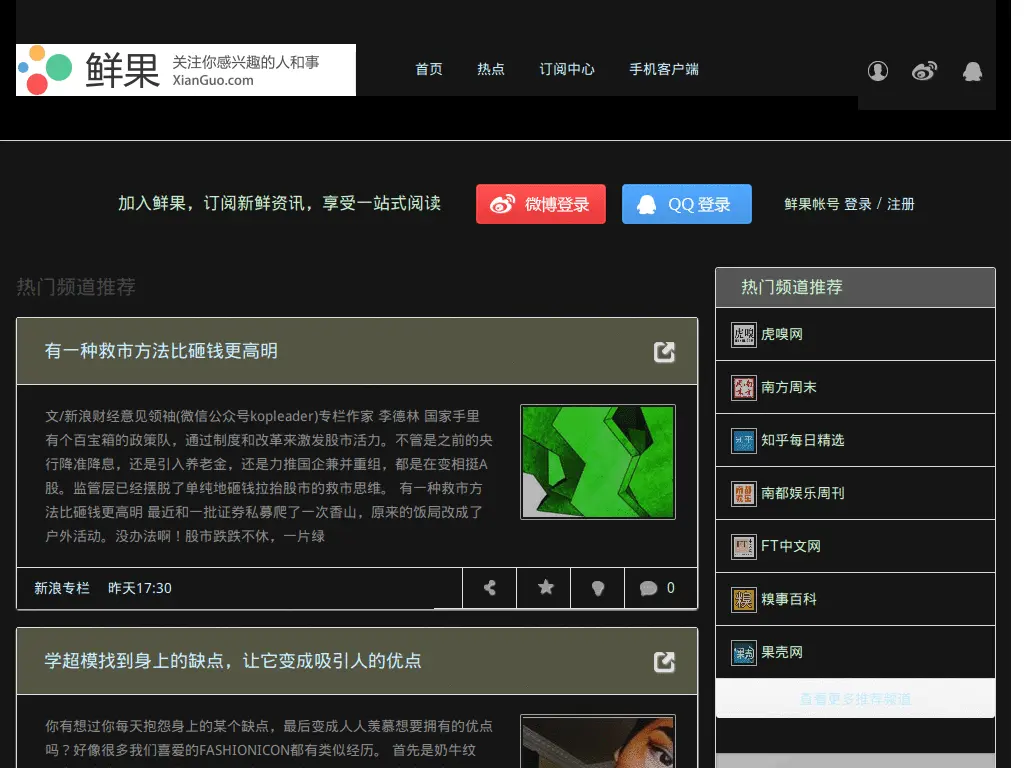 鲜果
关注你感兴趣的人和事
XianGuo.com
首页 热点 订阅中心 手机客户端
加入鲜果，订阅新鲜资讯，享受一站式阅读
微博登录
QQ 登录
鲜果帐号 登录 / 注册
热门频道推荐
有一种救市方法比砸钱更高明
文/新浪财经意见领袖(微信公众号kopleader)专栏作家 李德林 国家手里
有个百宝箱的政策队，通过制度和改革来激发股市活力。不管是之前的央
行降准降息，还是引入养老金，还是力推国企兼并重组，都是在变相挺A
股。监管层已经摆脱了单纯地砸钱拉抬股市的救市思维。 有一种救市方
法比砸钱更高明 最近和一批证券私募爬了一次香山，原来的饭局改成了
户外活动。没办法啊！股市跌跌不休，一片绿
新浪专栏 昨天17:30
0
学超模找到身上的缺点，让它变成吸引人的优点
你有想过你每天抱怨身上的某个缺点，最后变成人人羡慕想要拥有的优点
吗？好像很多我们喜爱的FASHIONICON都有类似经历。 首先是奶牛纹
热门频道推荐
虎嗅网
南方周末
知乎每日精选
南都娱乐周刊
FT中文网
糗事百科
果壳网
查看更多推荐频道